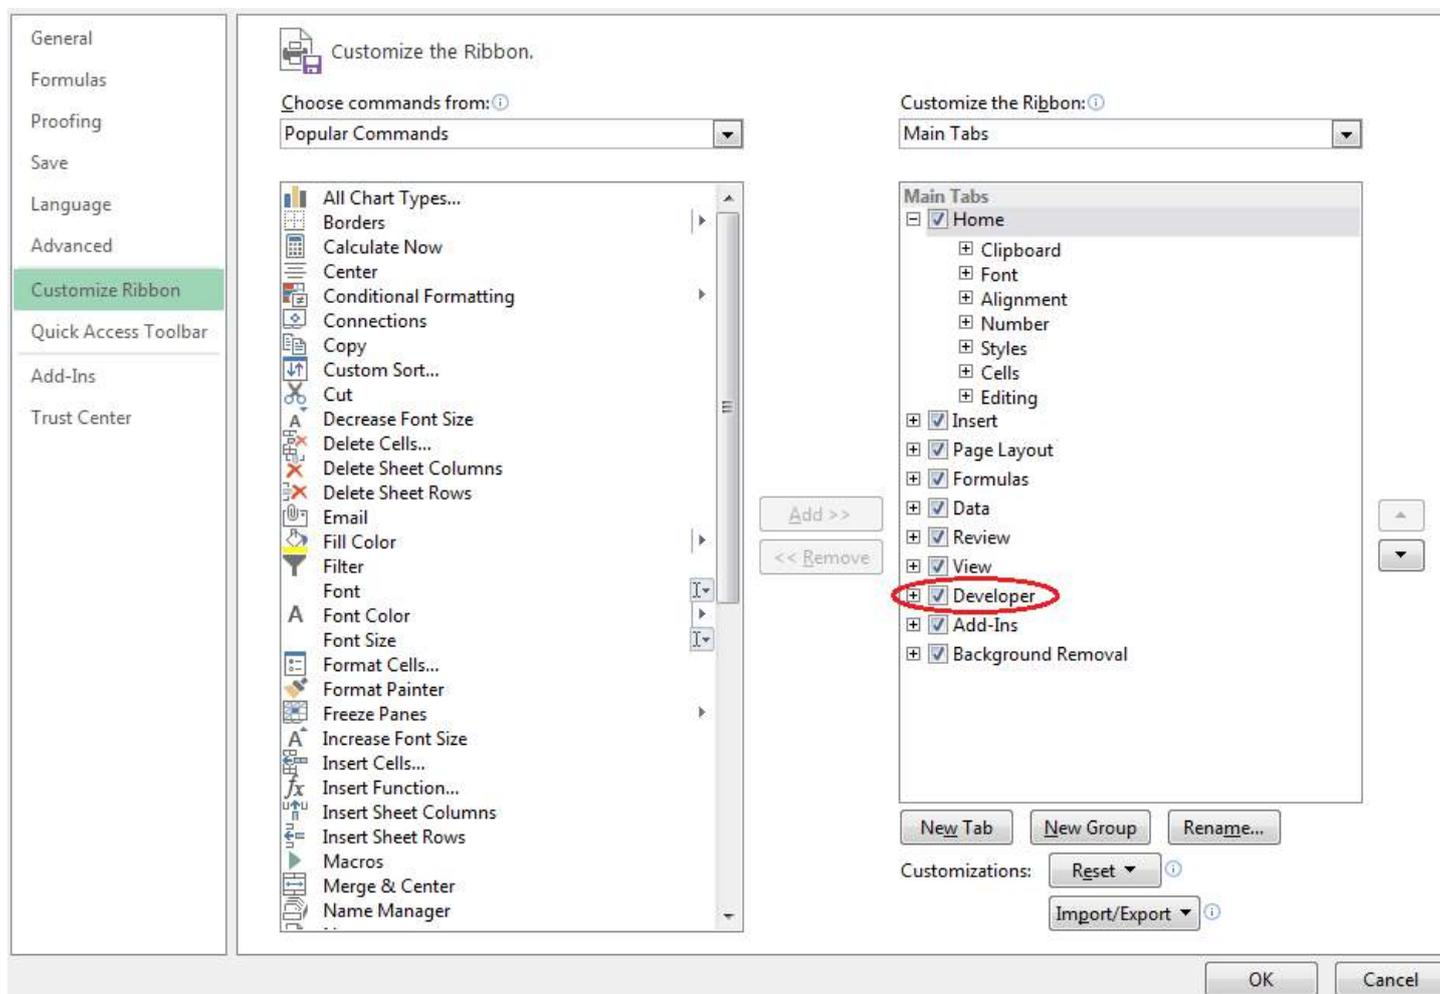 General
Formulas
Proofing
Save
Language
Advanced
Customize Ribbon
Quick Access Toolbar
Add-Ins
Trust Center
Customize the Ribbon.
Choose commands from:
Popular Commands
All Chart Types...
Borders
Calculate Now
Center
Conditional Formatting
Connections
Copy
Custom Sort...
Cut
Decrease Font Size
Delete Cells...
Delete Sheet Columns
Delete Sheet Rows
Email
Fill Color
Filter
Font
Font Color
Font Size
Format Cells...
Format Painter
Freeze Panes
Increase Font Size
Insert Cells...
Insert Function...
Insert Sheet Columns
Insert Sheet Rows
Macros
Merge & Center
Name Manager
Add >>
<< Remove
Customize the Ribbon:
Main Tabs
Main Tabs
Home
Clipboard
Font
Alignment
Number
Styles
Cells
Editing
Insert
Page Layout
Formulas
Data
Review
View
Developer
Add-Ins
Background Removal
New Tab New Group Rename...
Customizations: Reset
Import/Export
OK Cancel